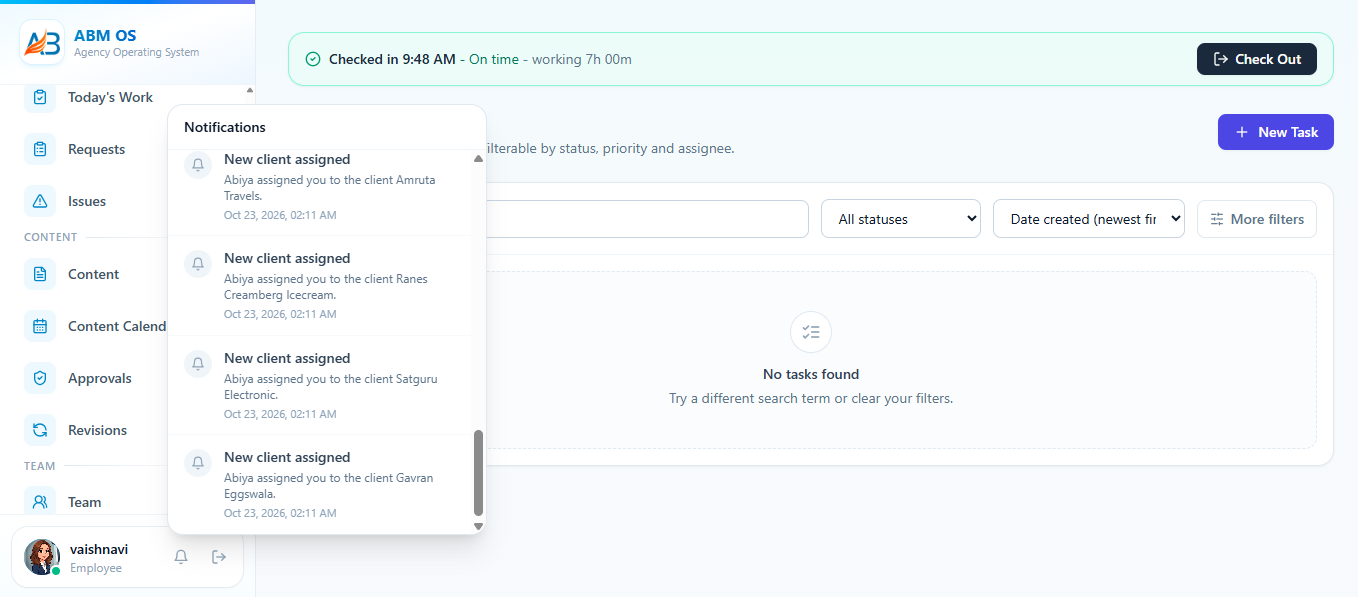 ABM OS
Agency Operating System
Today's Work
Requests
Issues
CONTENT
Content
Content Calend
Approvals
Revisions
TEAM
Team
vaishnavi
Employee
Notifications
New client assigned
Abiya assigned you to the client Amruta
Travels.
Oct 23, 2026, 02:11 AM
New client assigned
Abiya assigned you to the client Ranes
Creamberg Icecream.
Oct 23, 2026, 02:11 AM
New client assigned
Abiya assigned you to the client Satguru
Electronic.
Oct 23, 2026, 02:11 AM
New client assigned
Abiya assigned you to the client Gavran
Eggswala.
Oct 23, 2026, 02:11 AM
Checked in 9:48 AM - On time - working 7h 00m
Check Out
New Task
ilterable by status, priority and assignee.
All statuses
Date created (newest fir
More filters
No tasks found
Try a different search term or clear your filters.